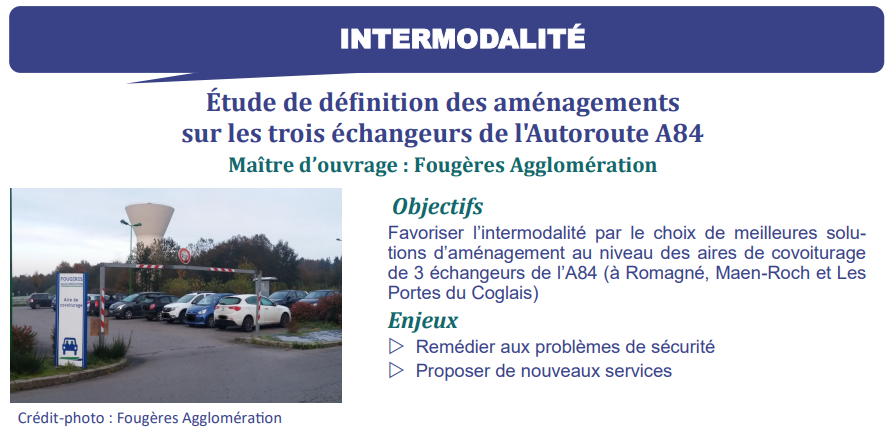 INTERMODALITÉ
Étude de définition des aménagements
sur les trois échangeurs de l'Autoroute A84
Maître d’ouvrage : Fougères Agglomération
FOUGÈRES
Aire de
covoiturage
Objectifs
Favoriser l’intermodalité par le choix de meilleures solu-
tions d’aménagement au niveau des aires de covoiturage
de 3 échangeurs de l’A84 (à Romagné, Maen-Roch et Les
Portes du Coglais)
Enjeux
▷ Remédier aux problèmes de sécurité
▷ Proposer de nouveaux services
Crédit-photo : Fougères Agglomération